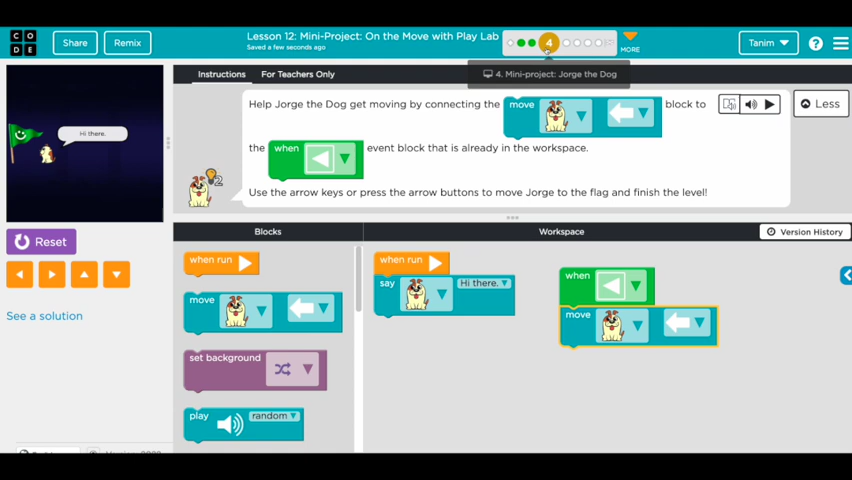 C O
D E
Share
Remix
Lesson 12: Mini-Project: On the Move with Play Lab
Saved a few seconds ago
4
MORE
Tanim
?
Instructions
For Teachers Only
4. Mini-project: Jorge the Dog
Help Jorge the Dog get moving by connecting the move block to
the when event block that is already in the workspace.
Use the arrow keys or press the arrow buttons to move Jorge to the flag and finish the level!
2
Less
Hi there.
Reset
See a solution
Blocks
Workspace
Version History
when run
move
set background
play random
when run
say Hi there.
when
move